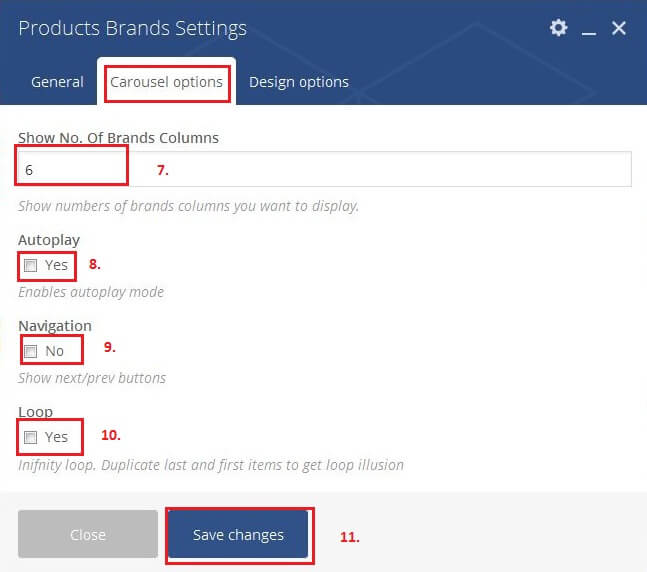 Products Brands Settings
General Carousel options Design options
Show No. Of Brands Columns
6 7.
Show numbers of brands columns you want to display.
Autoplay
Yes 8.
Enables autoplay mode
Navigation
No 9.
Show next/prev buttons
Loop
Yes 10.
Inifnity loop. Duplicate last and first items to get loop illusion
Close Save changes 11.